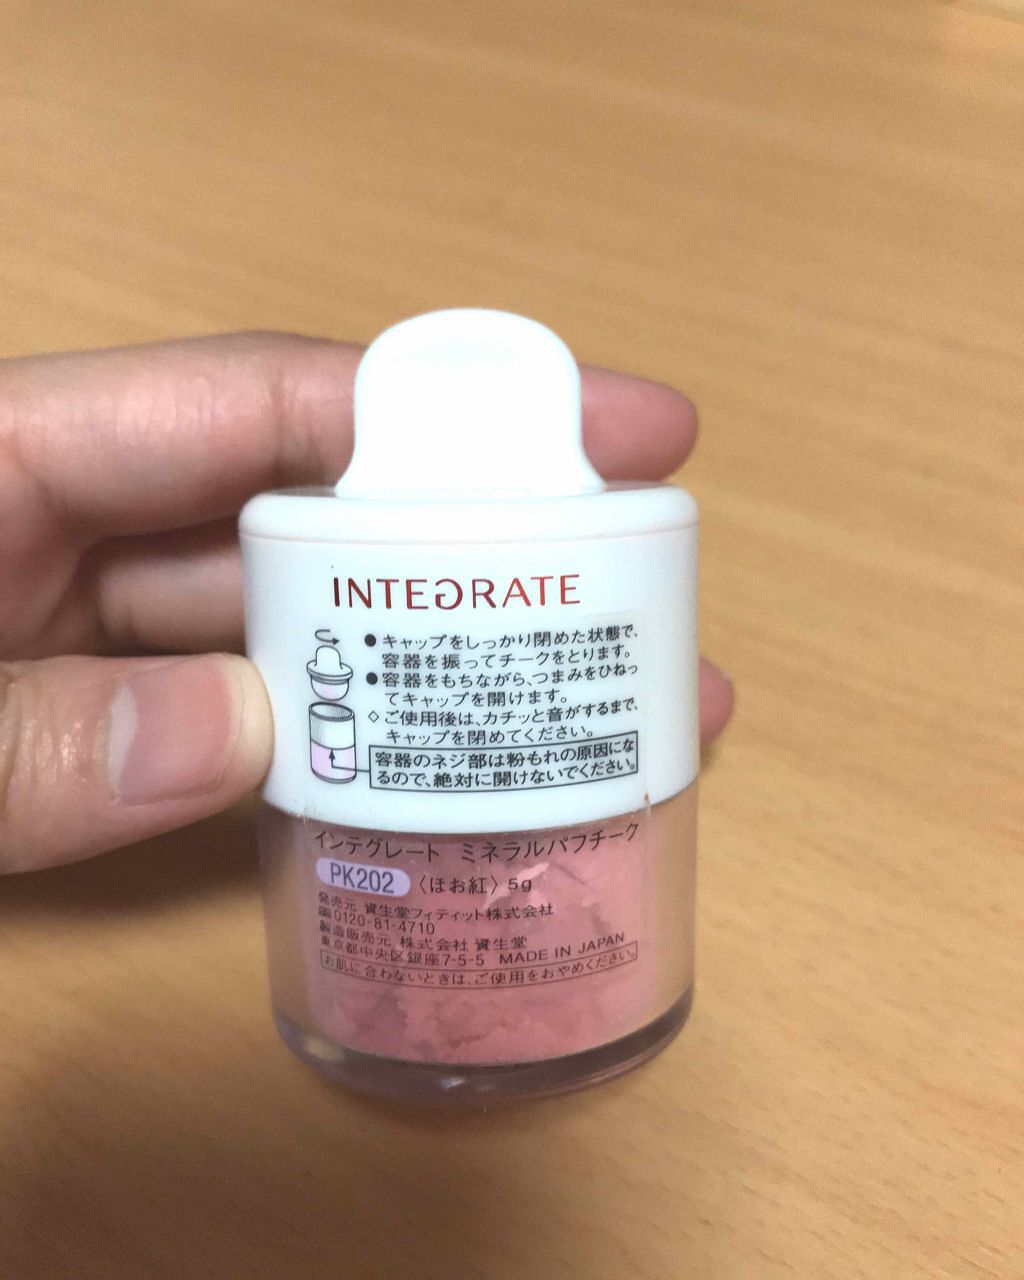 INTEGRATE
●キャップをしっかり閉めた状態で、
容器を振ってチークをとります。
●容器をもちながら、つまみをひねっ
てキャップを開けます。
◇ご使用後は、カチッと音がするまで、
キャップを閉めてください。
容器のネジ部は粉もれの原因にな
るので、絶対に開けないでください。
インテグレート ミネラルパフチーク
PK202 〈ほお紅〉5g
発売元 資生堂フィティット株式会社
☎0120-81-4710
製造販売元 株式会社 資生堂
東京都中央区銀座7-5-5 MADE IN JAPAN
お肌に合わないときは、ご使用をおやめください。